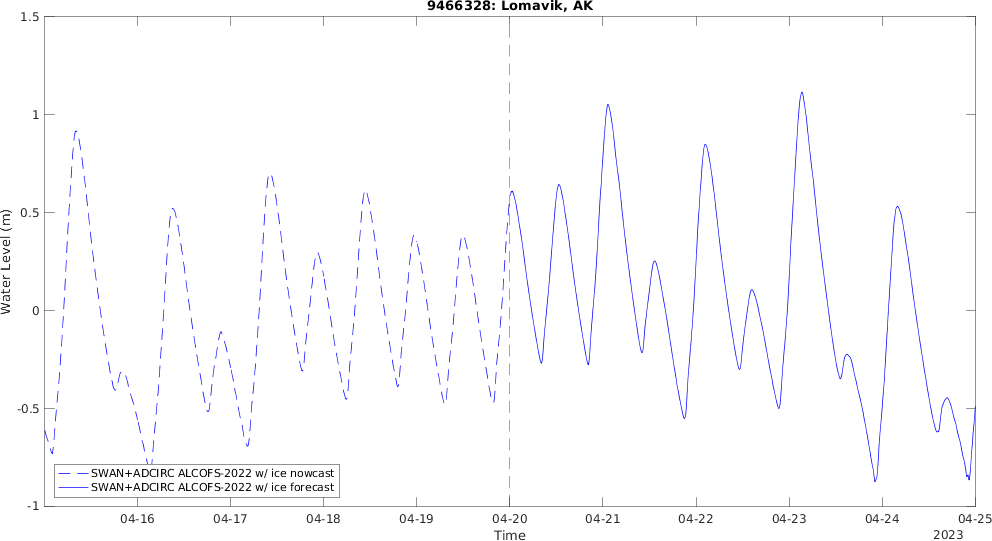 9466328: Lomavik, AK
1.5
1
0.5
0
-0.5
-1
Water Level (m)
SWAN+ADCIRC ALCOFS-2022 w/ ice nowcast
SWAN+ADCIRC ALCOFS-2022 w/ ice forecast
04-16 04-17 04-18 04-19 04-20 04-21 04-22 04-23 04-24 04-25
Time
2023